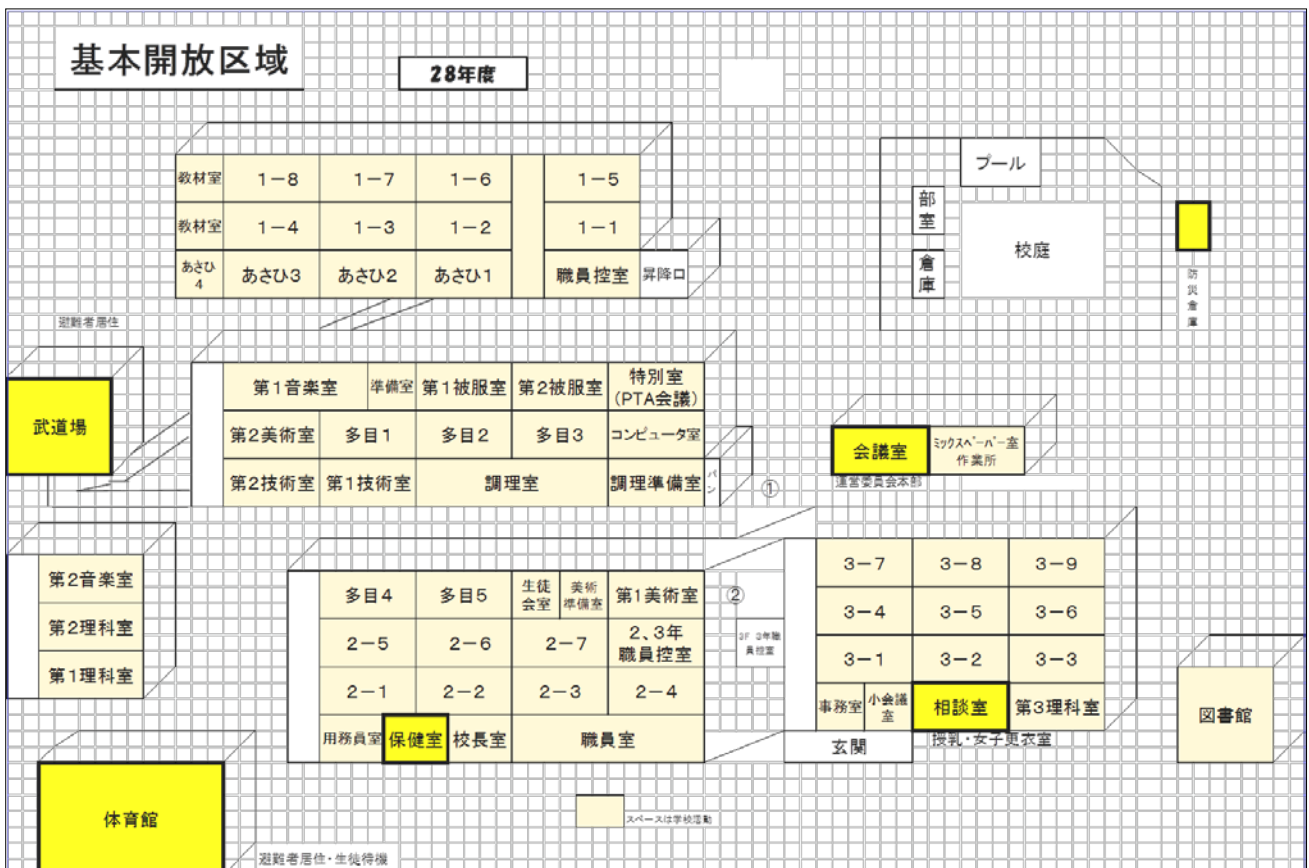 基本開放区域
28年度
教材室 1－8 1－7 1－6 1－5
教材室 1－4 1－3 1－2 1－1
あさひ
4
あさひ3 あさひ2 あさひ1 職員控室 昇降口
プール
部室
倉庫
校庭
防災倉庫
避難者居住
武道場
第1音楽室 準備室 第1被服室 第2被服室 特別室
(PTA会議)
第2美術室 多目1 多目2 多目3 コンピュータ室
第2技術室 第1技術室 調理室 調理準備室 パン
①
会議室 ミックスペーパー室
作業所
運営委員会本部
第2音楽室
第2理科室
第1理科室
多目4 多目5 生徒
会室
美術
準備室
第1美術室
②
2－5 2－6 2－7 2、3年
職員控室
2－1 2－2 2－3 2－4
用務員室 保健室 校長室 職員室
3F 3年職
員控室
3－7 3－8 3－9
3－4 3－5 3－6
3－1 3－2 3－3
事務室 小会議
室
相談室 第3理科室
玄関
授乳・女子更衣室
図書館
体育館
避難者居住・生徒待機
スペースは学校活動